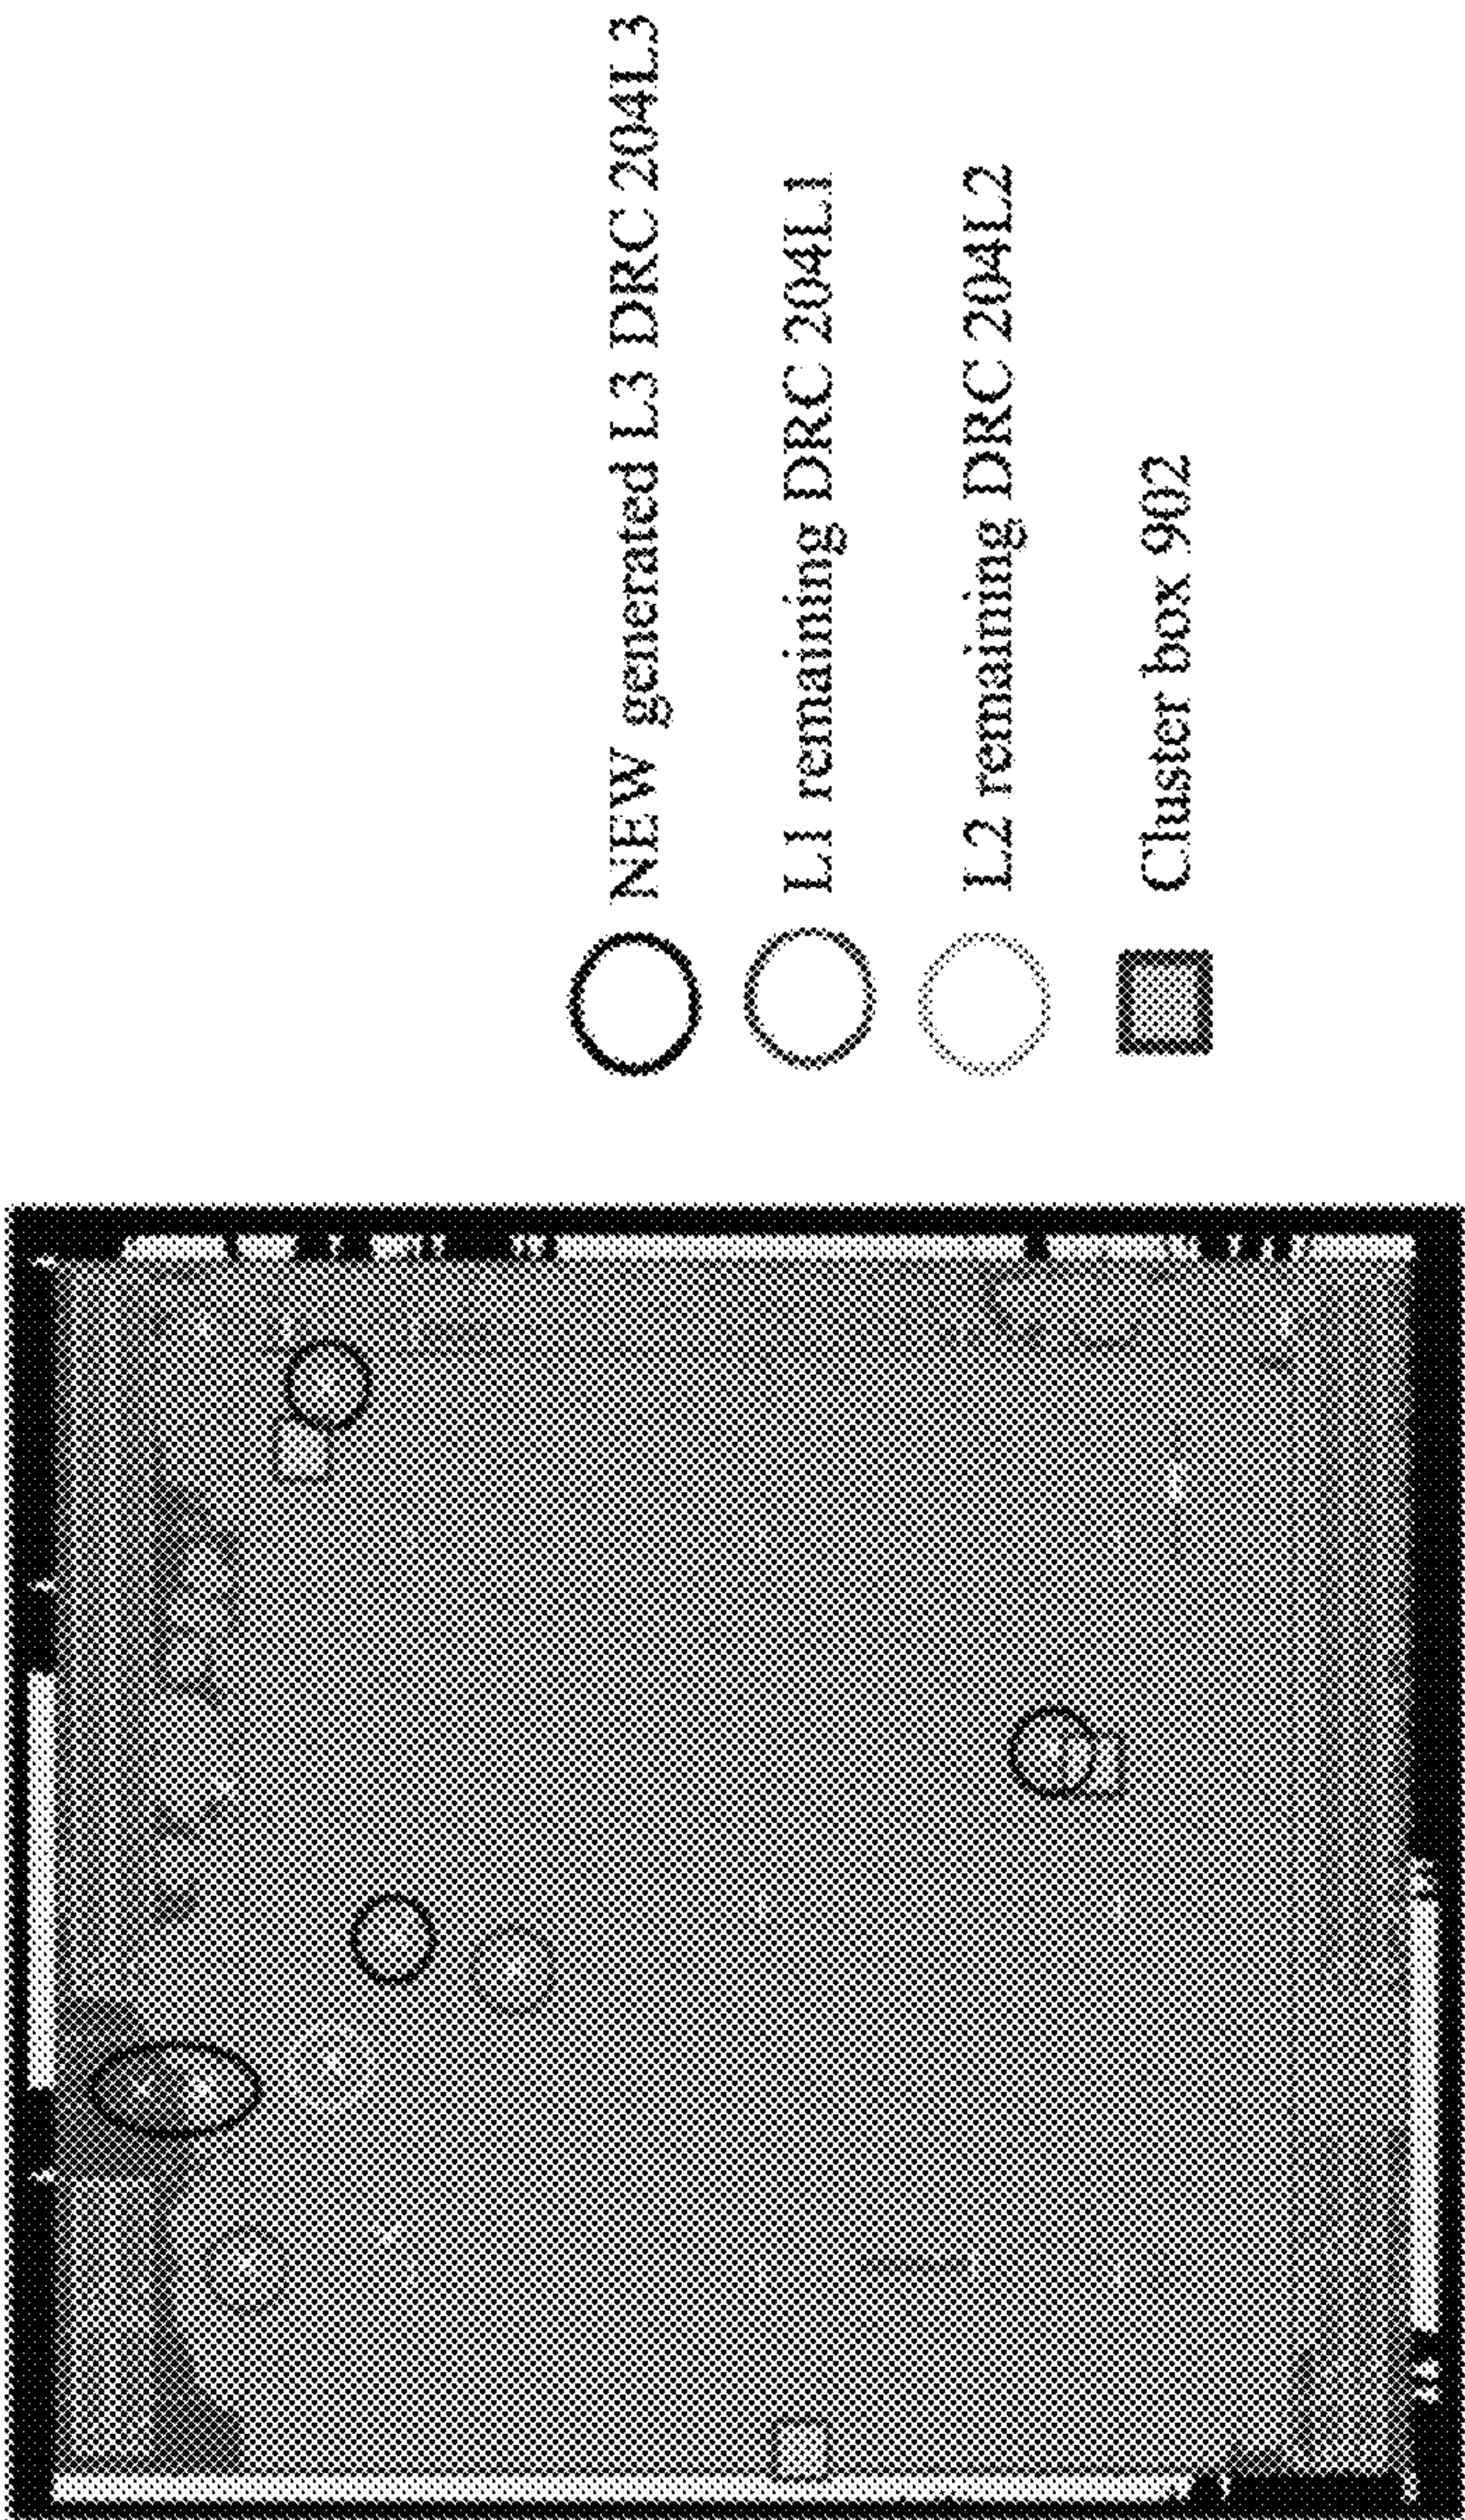 NEW generated L3 DRC 204L3
L1 remaining DRC 204L1
L2 remaining DRC 204L2
Cluster box 902